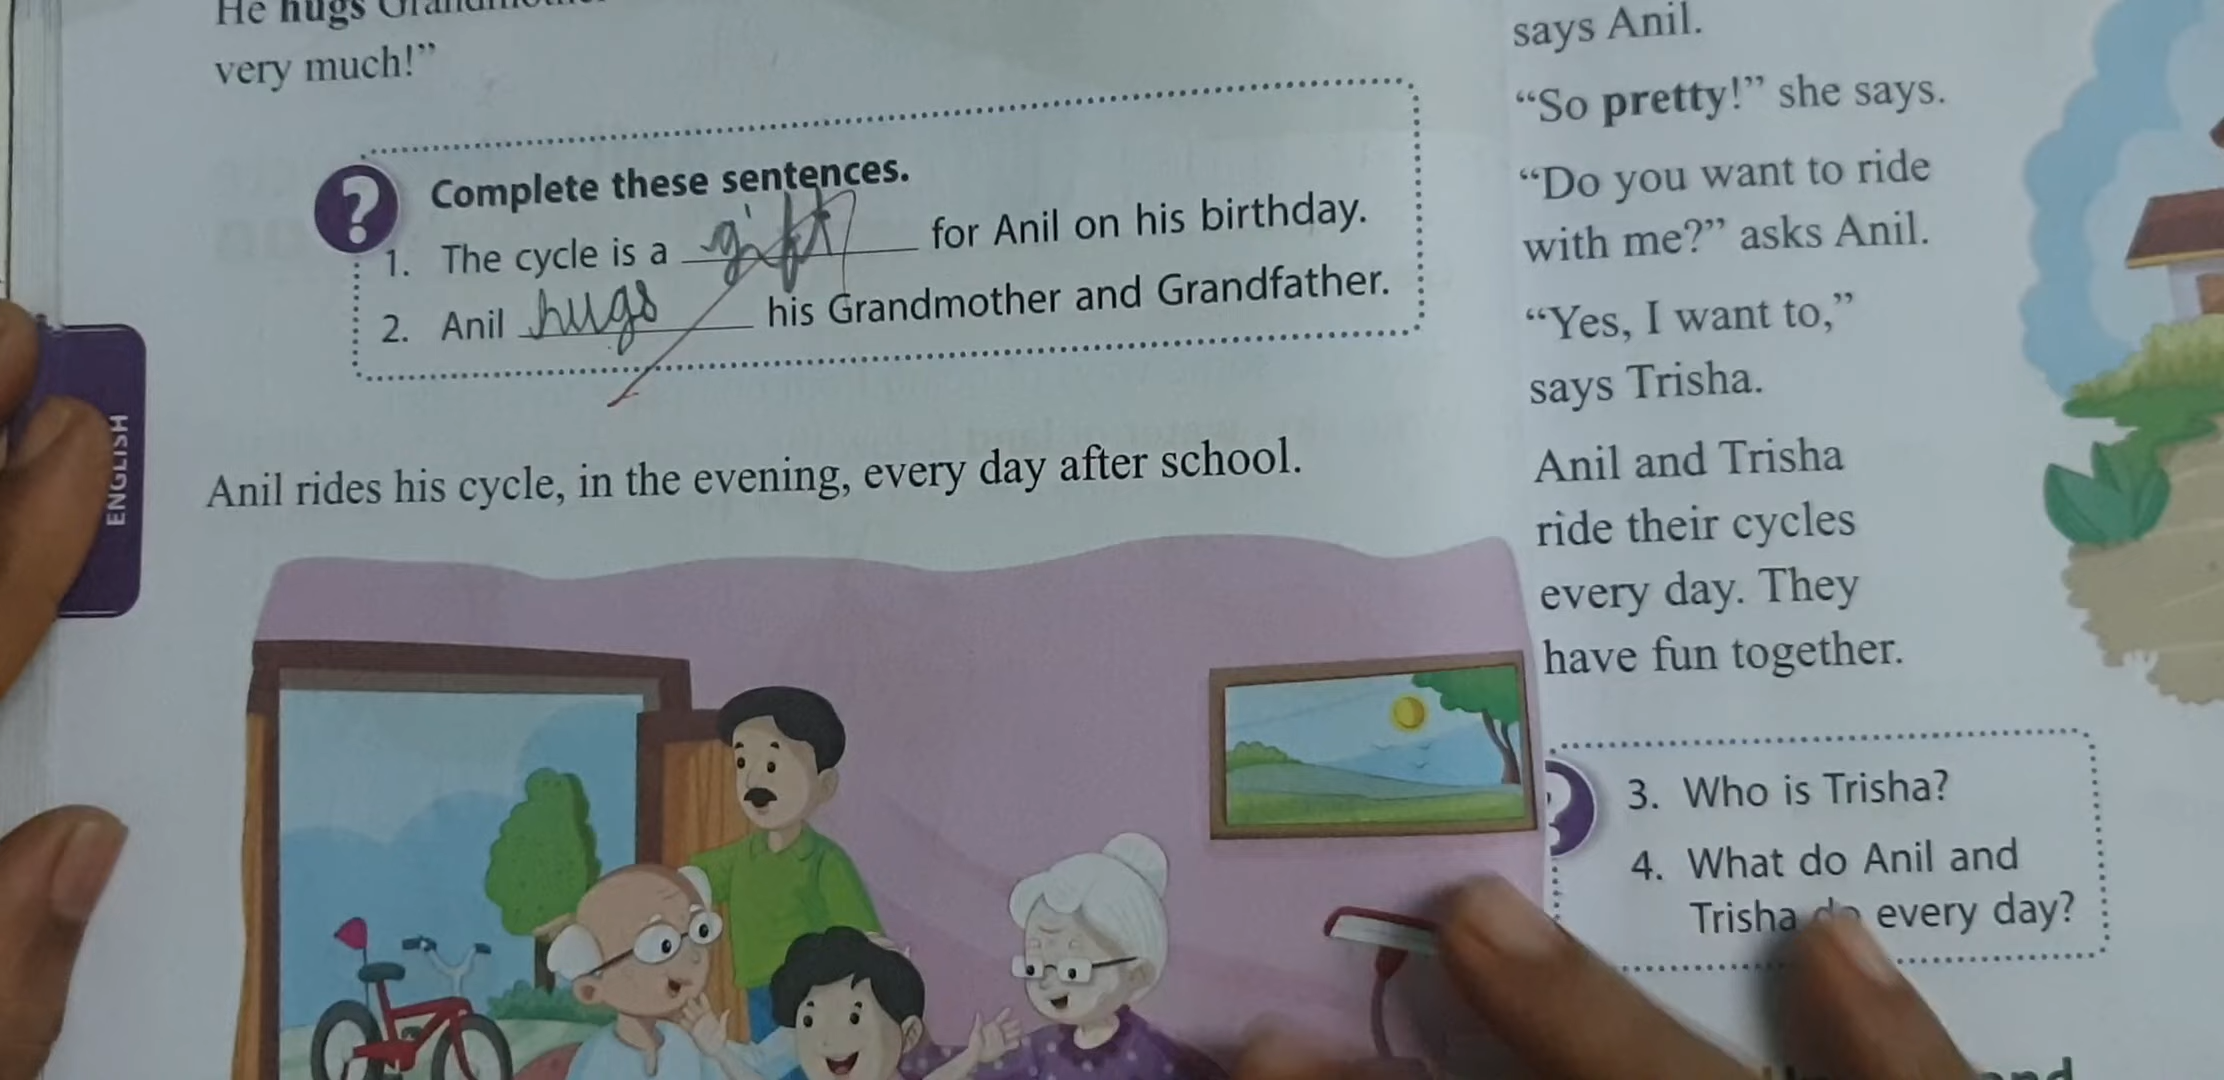 He hugs
very much!”
Complete these sentences.
1. The cycle is a gift for Anil on his birthday.
2. Anil hugs his Grandmother and Grandfather.
ENGLISH
Anil rides his cycle, in the evening, every day after school.
says Anil.
“So pretty!” she says.
“Do you want to ride
with me?” asks Anil.
“Yes, I want to,”
says Trisha.
Anil and Trisha
ride their cycles
every day. They
have fun together.
3. Who is Trisha?
4. What do Anil and
Trisha do every day?